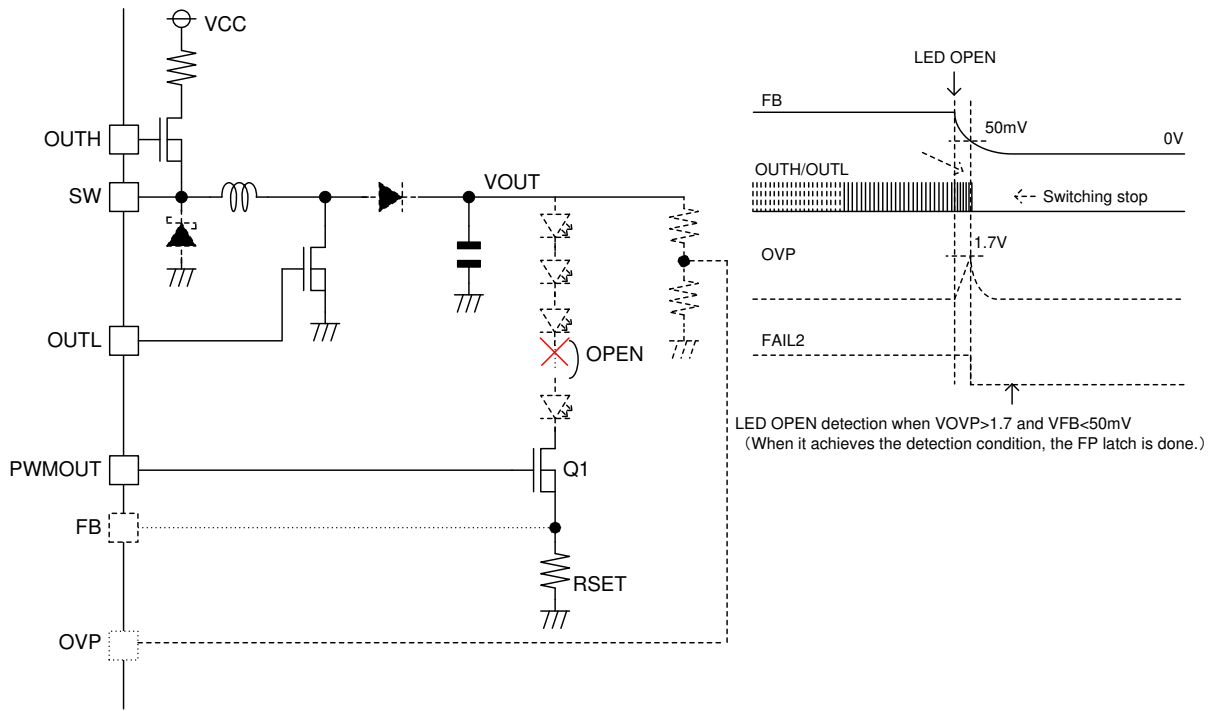 VCC
OUTH
SW
VOUT
OUTL
OPEN
PWMOUT
Q1
FB
RSET
OVP
LED OPEN
FB
50mV
0V
OUTH/OUTL
Switching stop
1.7V
OVP
FAIL2
LED OPEN detection when VOVP>1.7 and VFB<50mV
（When it achieves the detection condition, the FP latch is done.）